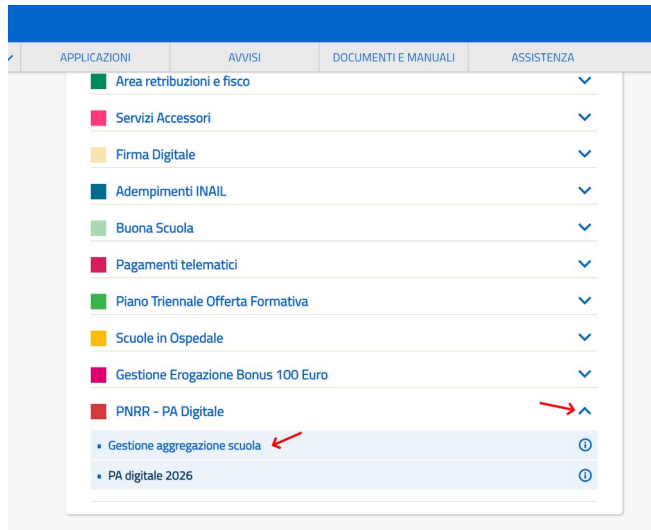 APPLICAZIONI AVVISI DOCUMENTI E MANUALI ASSISTENZA
Area retribuzioni e fisco
Servizi Accessori
Firma Digitale
Adempimenti INAIL
Buona Scuola
Pagamenti telematici
Piano Triennale Offerta Formativa
Scuole in Ospedale
Gestione Erogazione Bonus 100 Euro
PNRR - PA Digitale
Gestione aggregazione scuola
PA digitale 2026